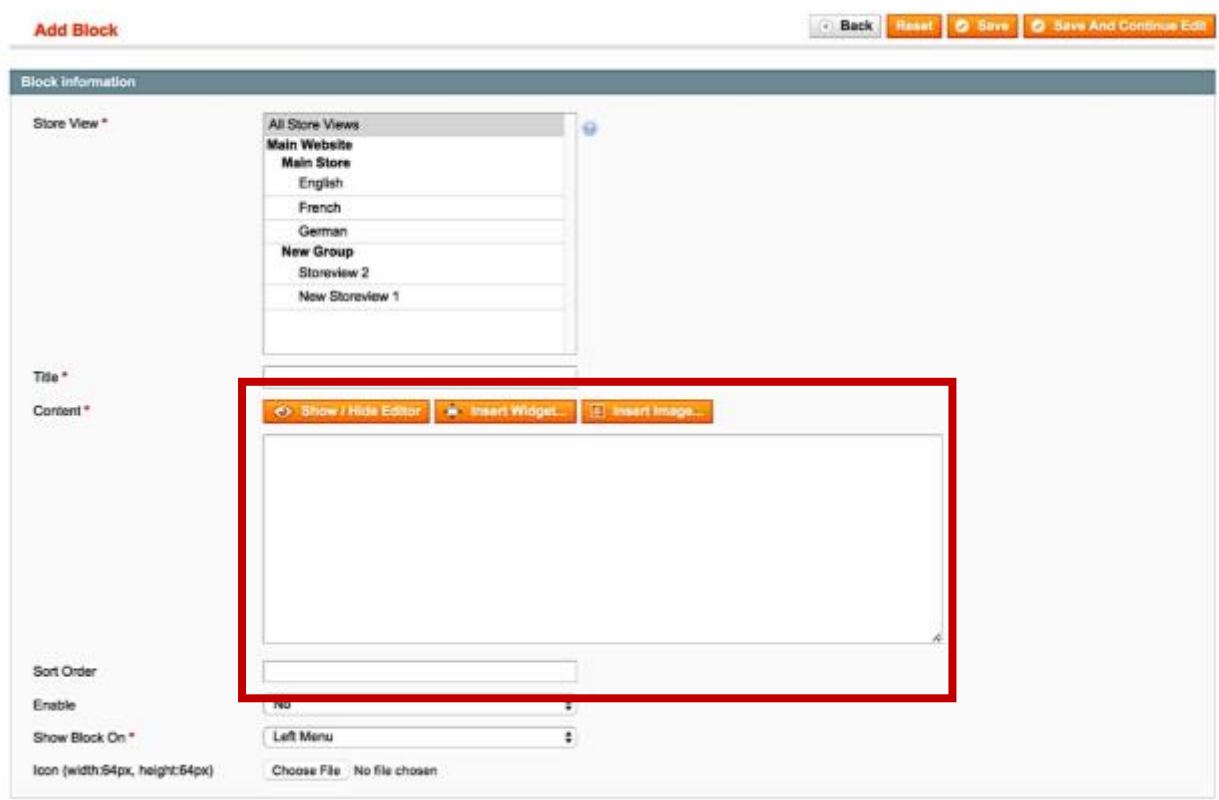 Add Block
Back Reset Save Save And Continue Edit
Block Information
Store View *
All Store Views
Main Website
Main Store
English
French
German
New Group
Storeview 2
New Storeview 1
Title *
Content *
Show / Hide Editor Insert Widget... Insert Image...
Sort Order
Enable
No
Show Block On *
Left Menu
Icon (width:64px, height:64px)
Choose File No file chosen